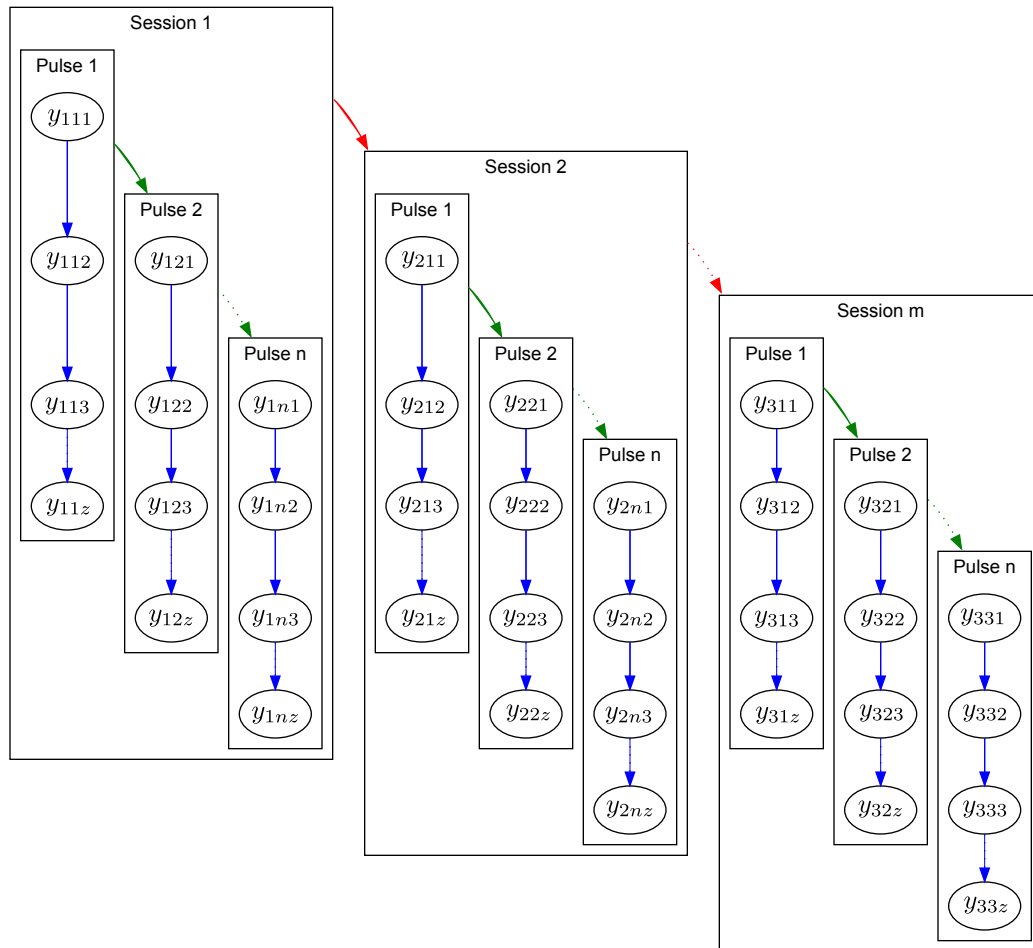 Session 1
Pulse 1
y111
y112
y113
y11z
Pulse 2
y121
y122
y123
y12z
Pulse n
y1n1
y1n2
y1n3
y1nz
Session 2
Pulse 1
y211
y212
y213
y21z
Pulse 2
y221
y222
y223
y22z
Pulse n
y2n1
y2n2
y2n3
y2nz
Session m
Pulse 1
y311
y312
y313
y31z
Pulse 2
y321
y322
y323
y32z
Pulse n
y331
y332
y333
y33z